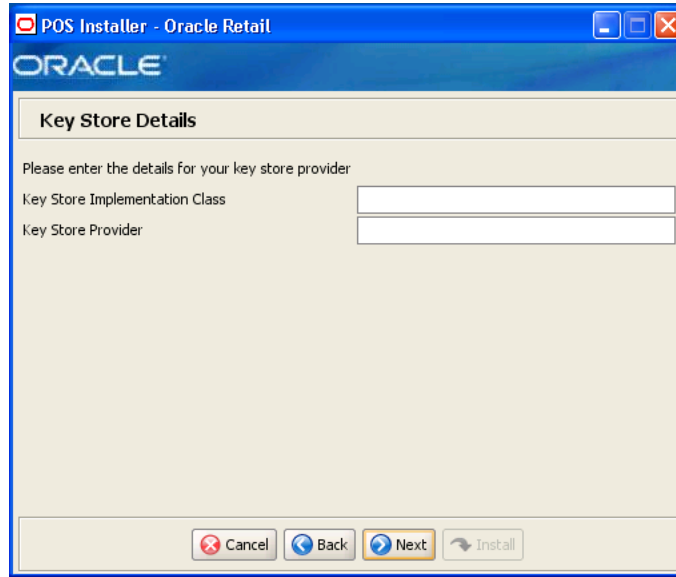 POS Installer - Oracle Retail
ORACLE
Key Store Details
Please enter the details for your key store provider
Key Store Implementation Class
Key Store Provider
Cancel Back Next Install